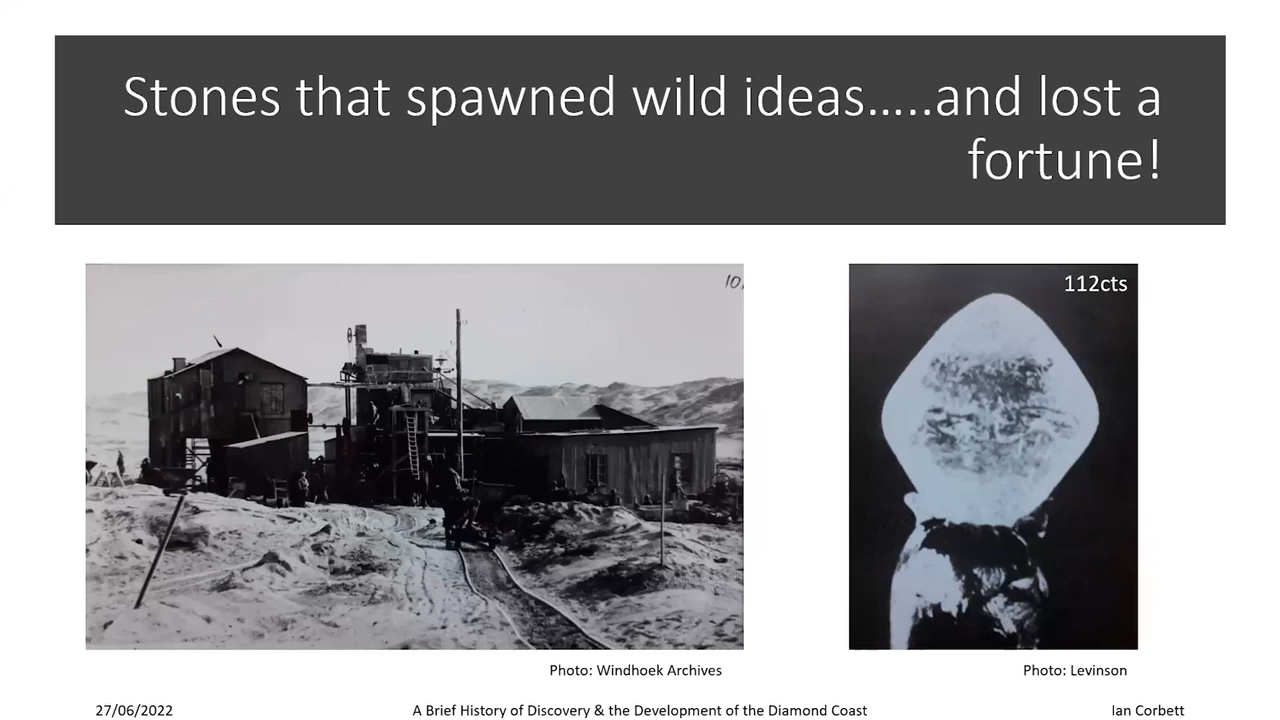 Stones that spawned wild ideas.....and lost a
fortune!
10,
112cts
Photo: Windhoek Archives
Photo: Levinson
27/06/2022
A Brief History of Discovery & the Development of the Diamond Coast
Ian Corbett